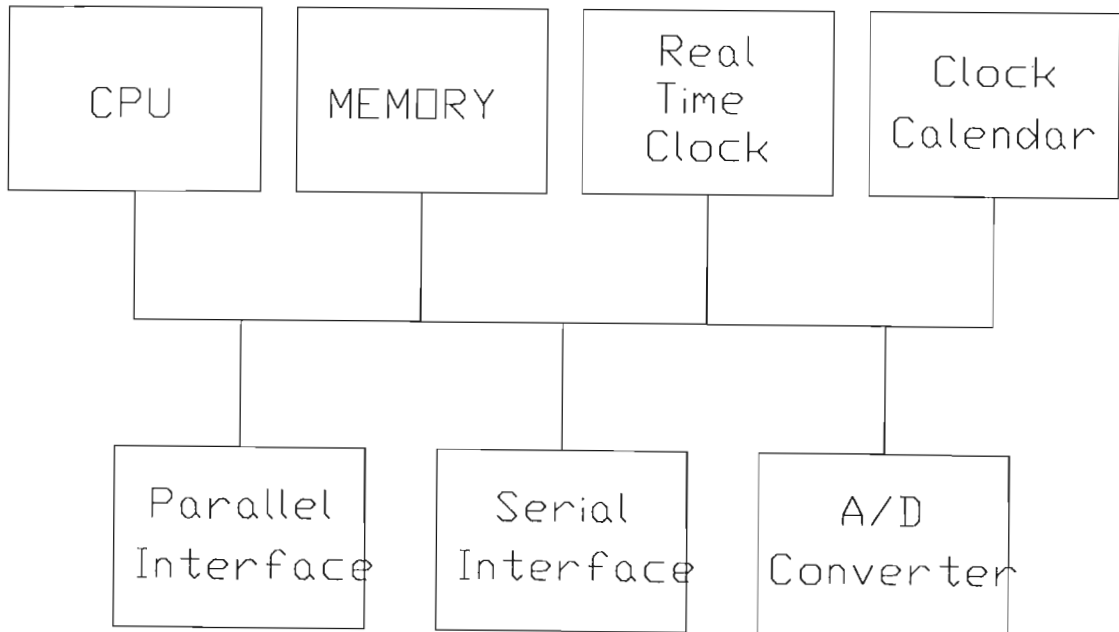 CPU
MEMORY
Real
Time
Clock
Clock
Calendar
Parallel
Interface
Serial
Interface
A/D
Converter